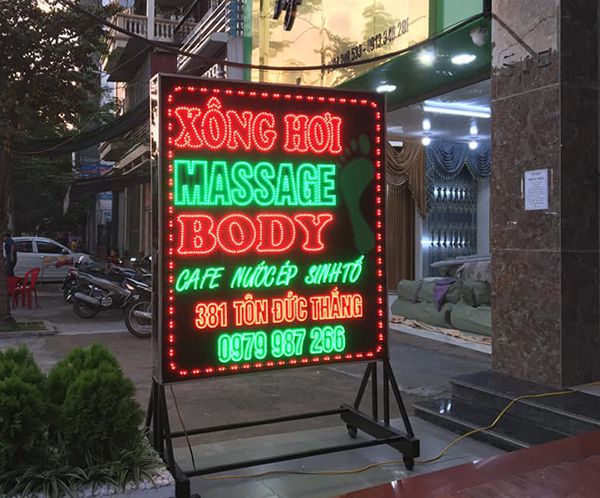 XÔNG HƠI
MASSAGE
BODY
CAFE NƯỚC ÉP SINH TỐ
381 TÔN ĐỨC THẮNG
0979 987 266